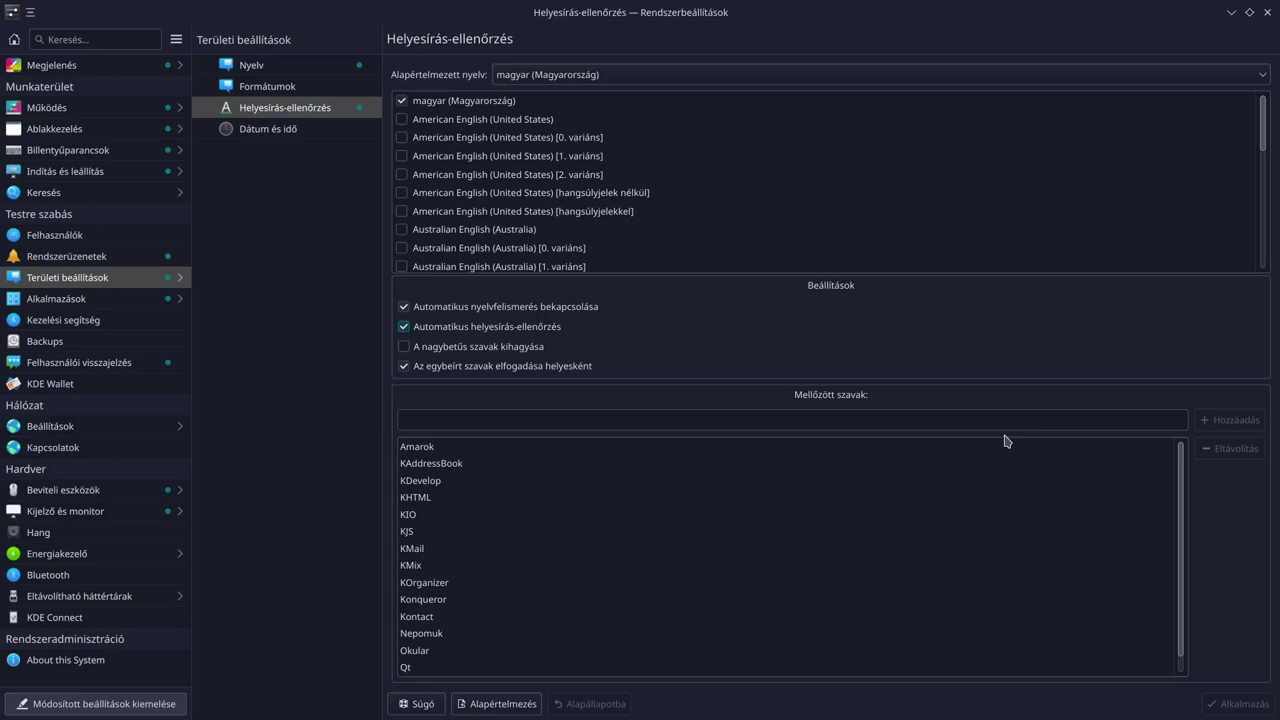 Helyesírás-ellenőrzés — Rendszerbeállítások
Keresés...
Megjelenés
Munkaterület
Működés
Ablakkezelés
Billentyűparancsok
Indítás és leállítás
Keresés
Testre szabás
Felhasználók
Rendszerüzenetek
Területi beállítások
Alkalmazások
Kezelési segítség
Backups
Felhasználói visszajelzés
KDE Wallet
Hálózat
Beállítások
Kapcsolatok
Hardver
Beviteli eszközök
Kijelző és monitor
Hang
Energiakezelő
Bluetooth
Eltávolítható háttértárak
KDE Connect
Rendszeradminisztráció
About this System
Módosított beállítások kiemelése
Területi beállítások
Nyelv
Formátumok
Helyesírás-ellenőrzés
Dátum és idő
Helyesírás-ellenőrzés
Alapértelmezett nyelv: magyar (Magyarország)
magyar (Magyarország)
American English (United States)
American English (United States) [0. variáns]
American English (United States) [1. variáns]
American English (United States) [2. variáns]
American English (United States) [hangsúlyjelek nélkül]
American English (United States) [hangsúlyjelekkel]
Australian English (Australia)
Australian English (Australia) [0. variáns]
Australian English (Australia) [1. variáns]
Beállítások
Automatikus nyelvfelismerés bekapcsolása
Automatikus helyesírás-ellenőrzés
A nagybetűs szavak kihagyása
Az egybeírt szavak elfogadása helyesként
Mellőzött szavak:
Hozzáadás
Eltávolítás
Amarok
KAddressBook
KDevelop
KHTML
KIO
KJS
KMail
KMix
KOrganizer
Konqueror
Kontact
Nepomuk
Okular
Qt
Súgó
Alapértelmezés
Alapállapotba
Alkalmazás